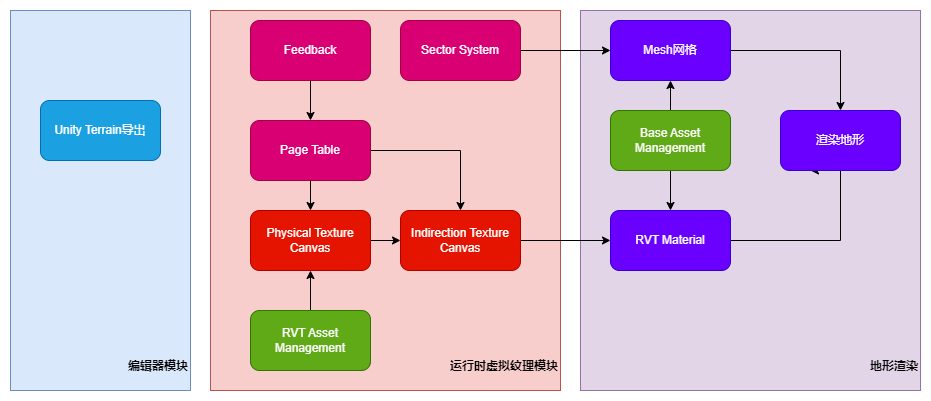 Unity Terrain导出
编辑器模块
Feedback
Sector System
Page Table
Physical Texture
Canvas
Indirection Texture
Canvas
RVT Asset
Management
运行时虚拟纹理模块
Mesh网格
Base Asset
Management
渲染地形
RVT Material
地形渲染